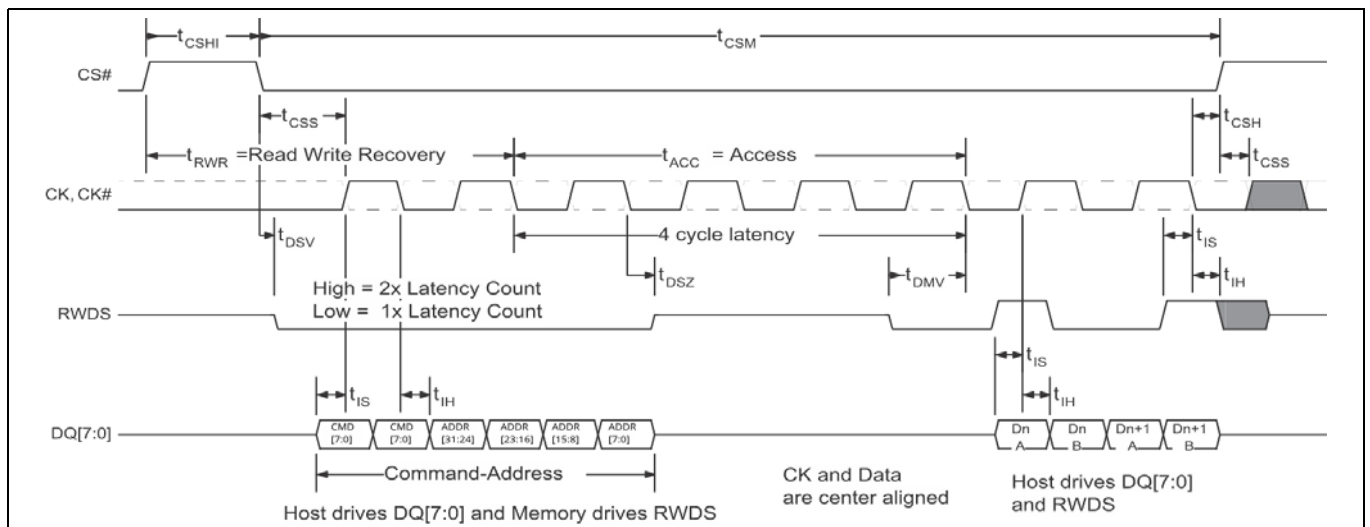 tCSHI
tCSM
CS#
tCSS
tCSH
tRWR =Read Write Recovery
tACC = Access
tCSS
CK, CK#
tDSV
4 cycle latency
tIS
High = 2x Latency Count
Low = 1x Latency Count
tDSZ
tDMV
tIH
RWDS
tIS
tIH
tIS
tIH
DQ[7:0]
CMD [7:0]
CMD [7:0]
ADDR [31:24]
ADDR [23:16]
ADDR [15:8]
ADDR [7:0]
Dn A
Dn B
Dn+1 A
Dn+1 B
Command-Address
CK and Data
are center aligned
Host drives DQ[7:0]
and RWDS
Host drives DQ[7:0] and Memory drives RWDS